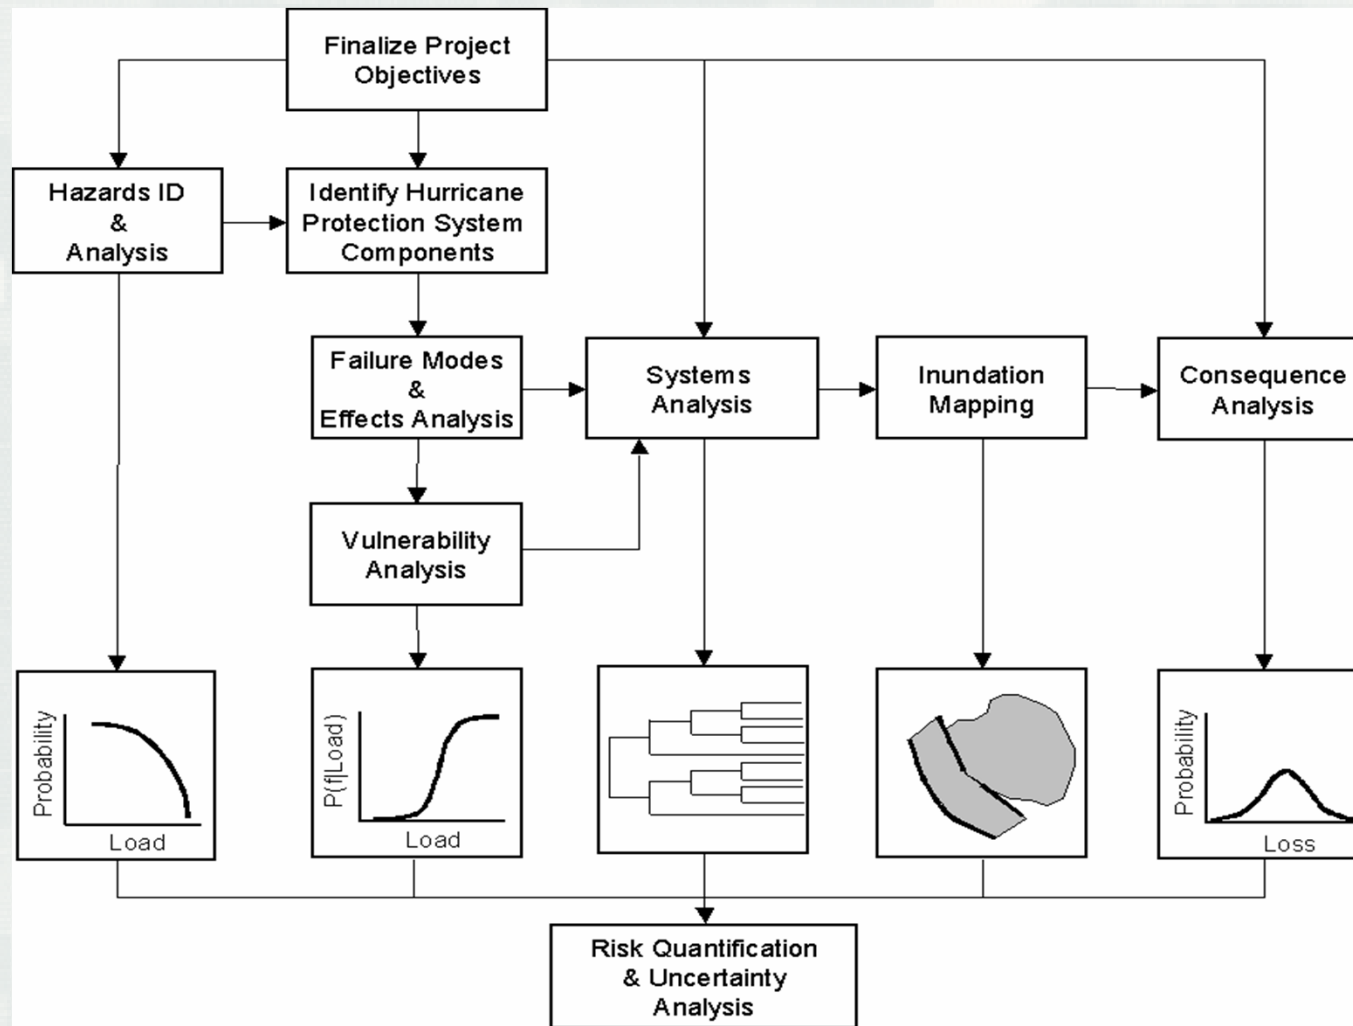 Finalize Project
Objectives
Hazards ID
&
Analysis
Identify Hurricane
Protection System
Components
Failure Modes
&
Effects Analysis
Systems
Analysis
Inundation
Mapping
Consequence
Analysis
Vulnerability
Analysis
Probability
Load
P(f|Load)
Load
Probability
Loss
Risk Quantification
& Uncertainty
Analysis